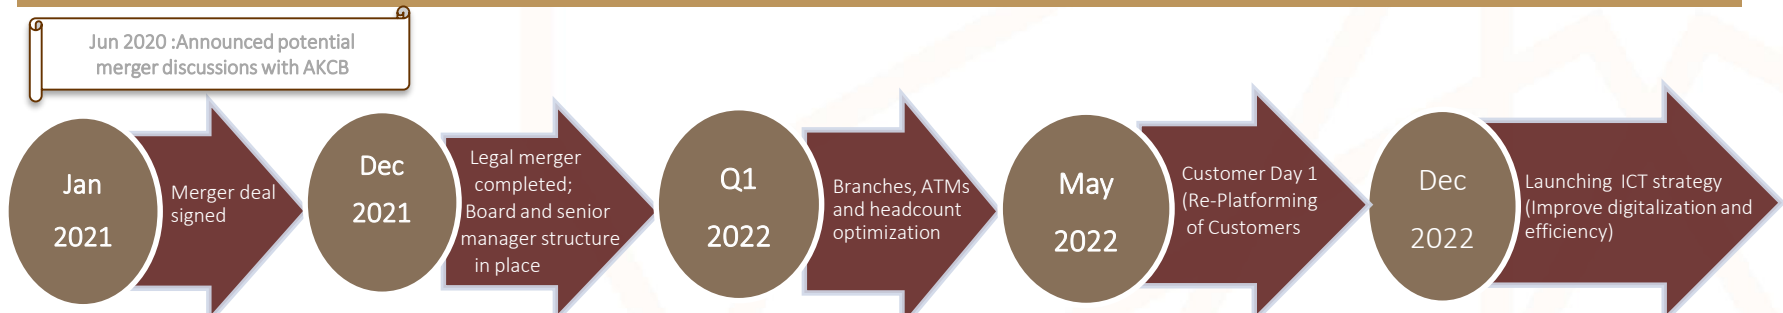 Jun 2020 :Announced potential
merger discussions with AKCB
Jan
2021
Merger deal
signed
Dec
2021
Legal merger
completed;
Board and senior
manager structure
in place
Q1
2022
Branches, ATMs
and headcount
optimization
May
2022
Customer Day 1
(Re-Platforming
of Customers
Dec
2022
Launching ICT strategy
(Improve digitalization and
efficiency)